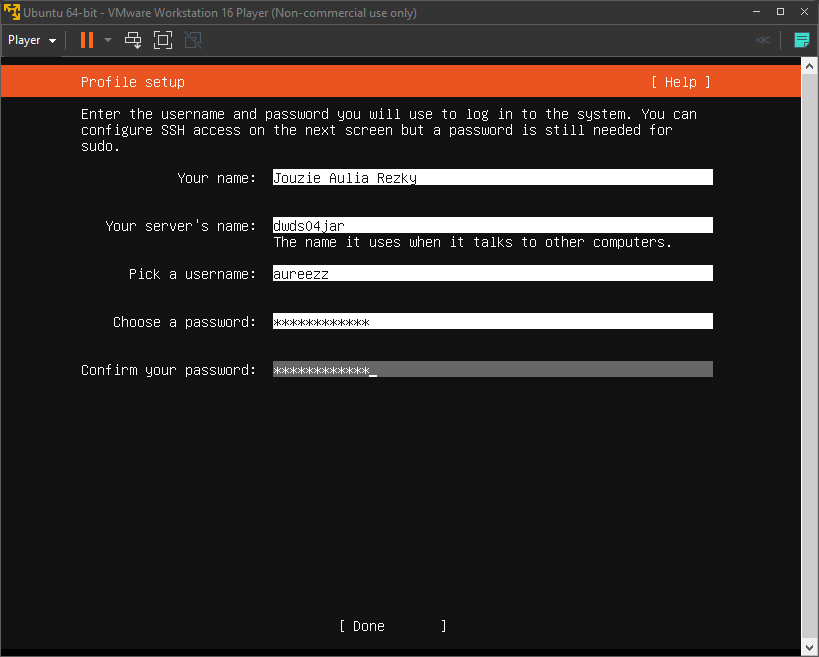 Ubuntu 64-bit - VMware Workstation 16 Player (Non-commercial use only)
Player
Profile setup [ Help ]
Enter the username and password you will use to log in to the system. You can
configure SSH access on the next screen but a password is still needed for
sudo.
Your name: Jouzie Aulia Rezky
Your server's name: dwds04jar
The name it uses when it talks to other computers.
Pick a username: aureezz
Choose a password: ************
Confirm your password: ************_
[ Done ]